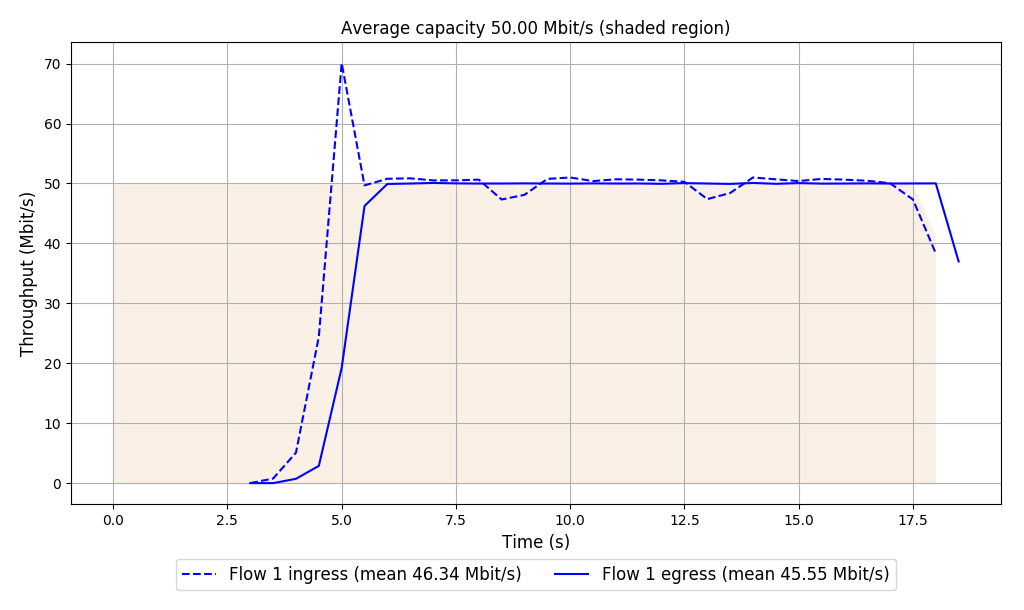 Average capacity 50.00 Mbit/s (shaded region)
70
60
50
40
30
20
10
0
Throughput (Mbit/s)
0.0 2.5 5.0 7.5 10.0 12.5 15.0 17.5
Time (s)
Flow 1 ingress (mean 46.34 Mbit/s) Flow 1 egress (mean 45.55 Mbit/s)